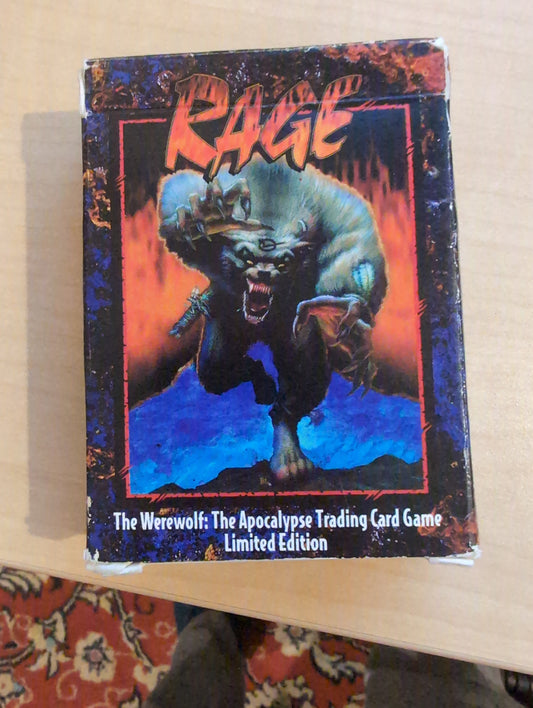 RAGE
The Werewolf: The Apocalypse Trading Card Game
Limited Edition